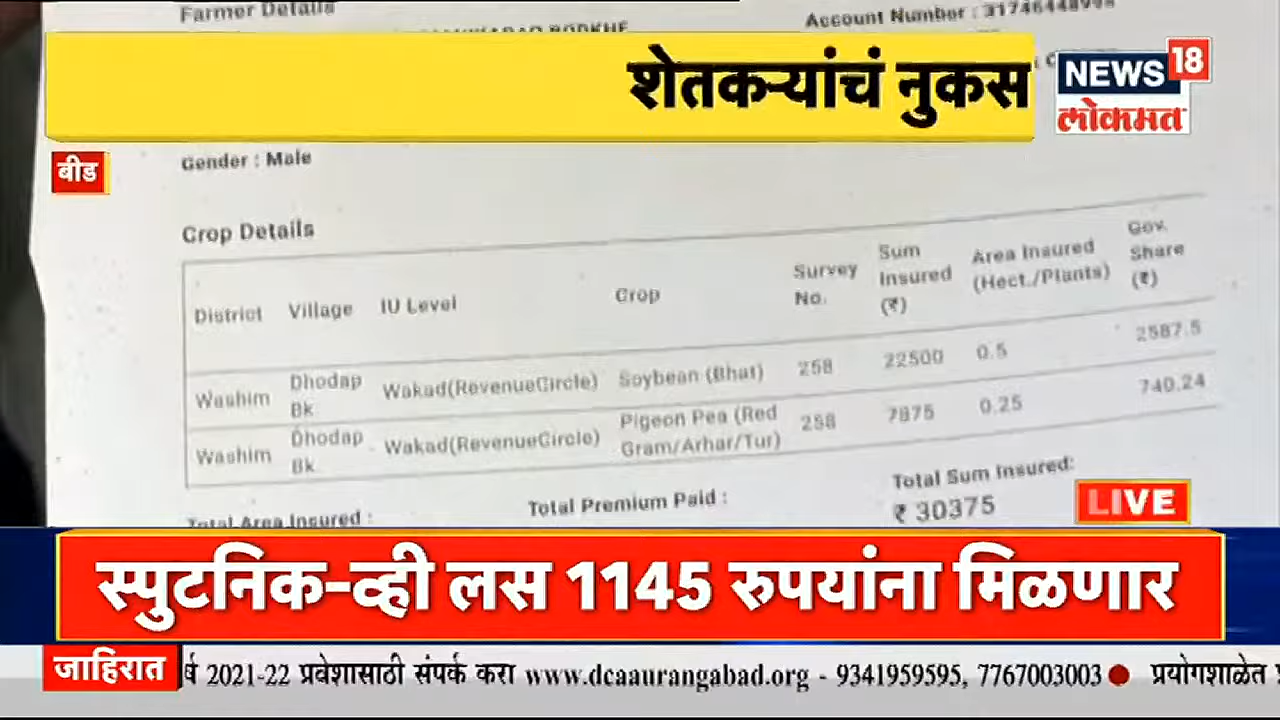 Farmer Details
Account Number :
शेतकऱ्यांचं नुकस
NEWS 18
लोकमत
बीड
Gender : Male
Crop Details
District Village IU Level Crop Survey No. Sum Insured (₹) Area Insured (Hect./Plants) Gov. Share (₹)
Washim Dhodap Bk Wakad(RevenueCircle) Soybean (Bhat) 258 22500 0.5 2587.5
Washim Dhodap Bk Wakad(RevenueCircle) Pigeon Pea (Red Gram/Arhar/Tur) 258 7875 0.25 740.24
Total Area Insured : Total Premium Paid : Total Sum Insured:
₹ 30375
LIVE
स्पुटनिक-व्ही लस 1145 रुपयांना मिळणार
जाहिरात र्ष 2021-22 प्रवेशासाठी संपर्क करा www.dcaaurangabad.org - 9341959595, 7767003003 ● प्रयोगशाळेत